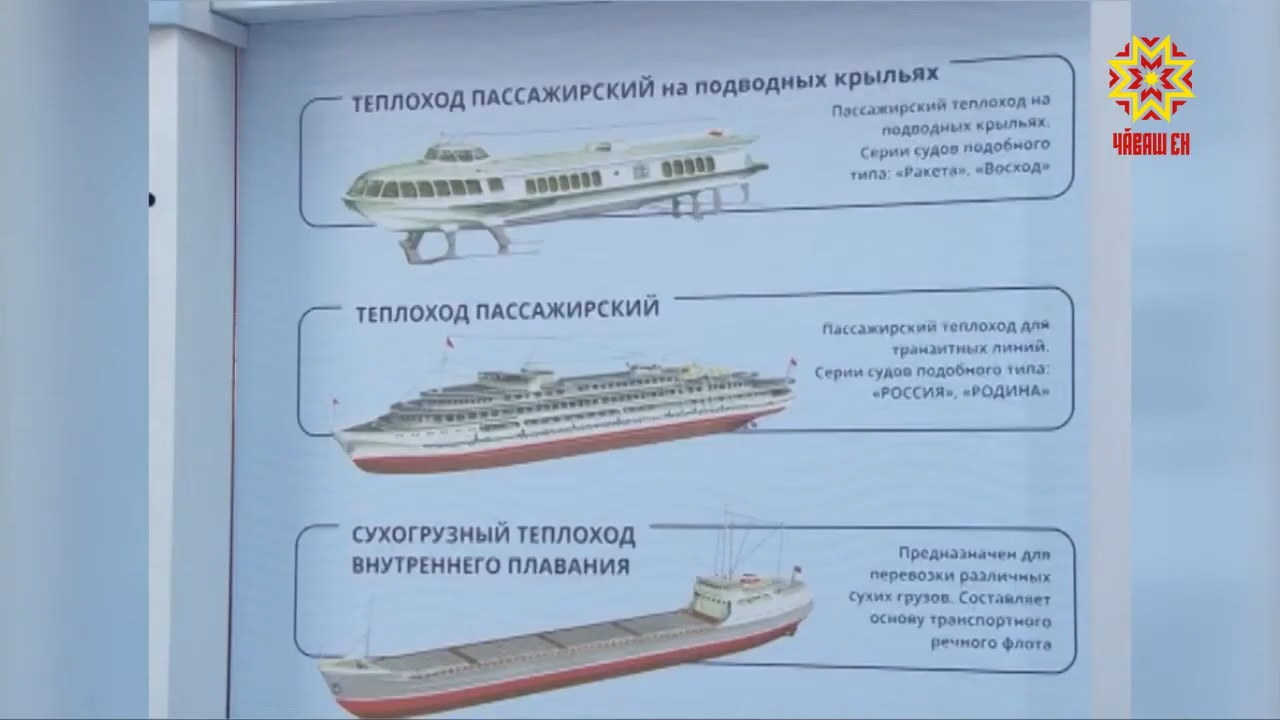 ТЕПЛОХОД ПАССАЖИРСКИЙ на подводных крыльях
Пассажирский теплоход на
подводных крыльях.
Серии судов подобного
типа: «Ракета», «Восход»
ТЕПЛОХОД ПАССАЖИРСКИЙ
Пассажирский теплоход для
транзитных линий.
Серии судов подобного типа:
«РОССИЯ», «РОДИНА»
СУХОГРУЗНЫЙ ТЕПЛОХОД
ВНУТРЕННЕГО ПЛАВАНИЯ
Предназначен для
перевозки различных
сухих грузов. Составляет
основу транспортного
речного флота
ЧӐВАШ ЕН